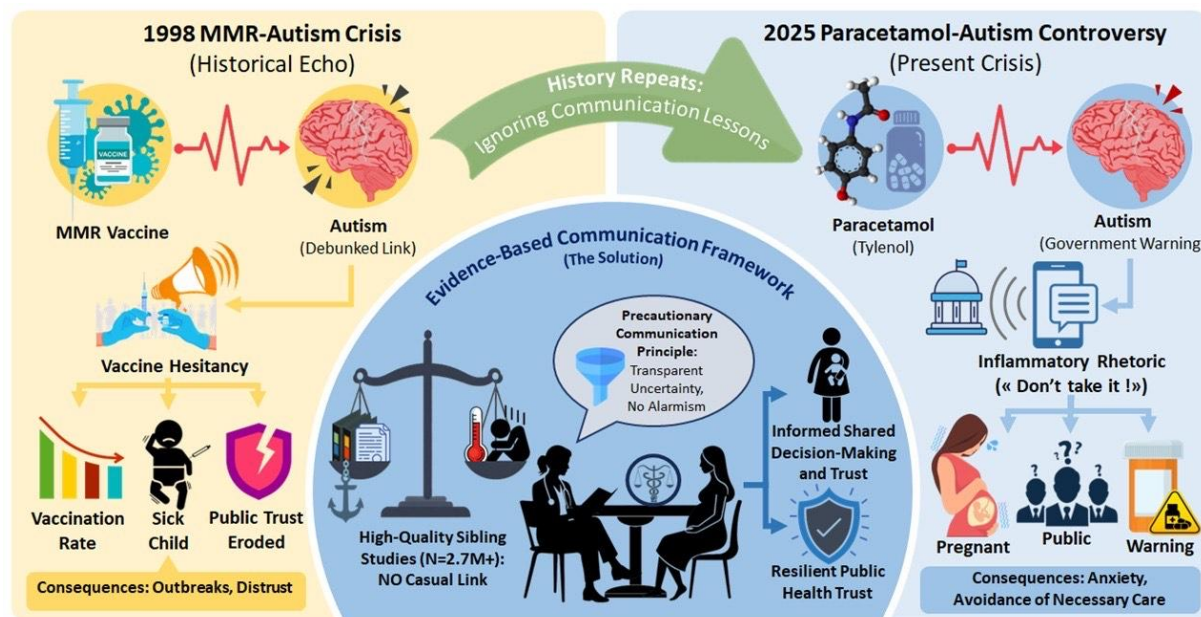 1998 MMR-Autism Crisis
(Historical Echo)
VACCINE
MMR Vaccine
Autism
(Debunked Link)
Vaccine Hesitancy
Vaccination
Rate
Sick
Child
Public Trust
Eroded
Consequences: Outbreaks, Distrust
History Repeats:
Ignoring Communication Lessons
Evidence-Based Communication Framework
(The Solution)
Precautionary
Communication
Principle:
Transparent
Uncertainty,
No Alarmism
High-Quality Sibling
Studies (N=2.7M+):
NO Casual Link
Informed Shared
Decision-Making
and Trust
Resilient Public
Health Trust
2025 Paracetamol-Autism Controversy
(Present Crisis)
Paracetamol
(Tylenol)
Autism
(Government Warning)
Inflammatory Rhetoric
(« Don't take it !»)
???
? ?
Pregnant
Public
Warning
Consequences: Anxiety,
Avoidance of Necessary Care